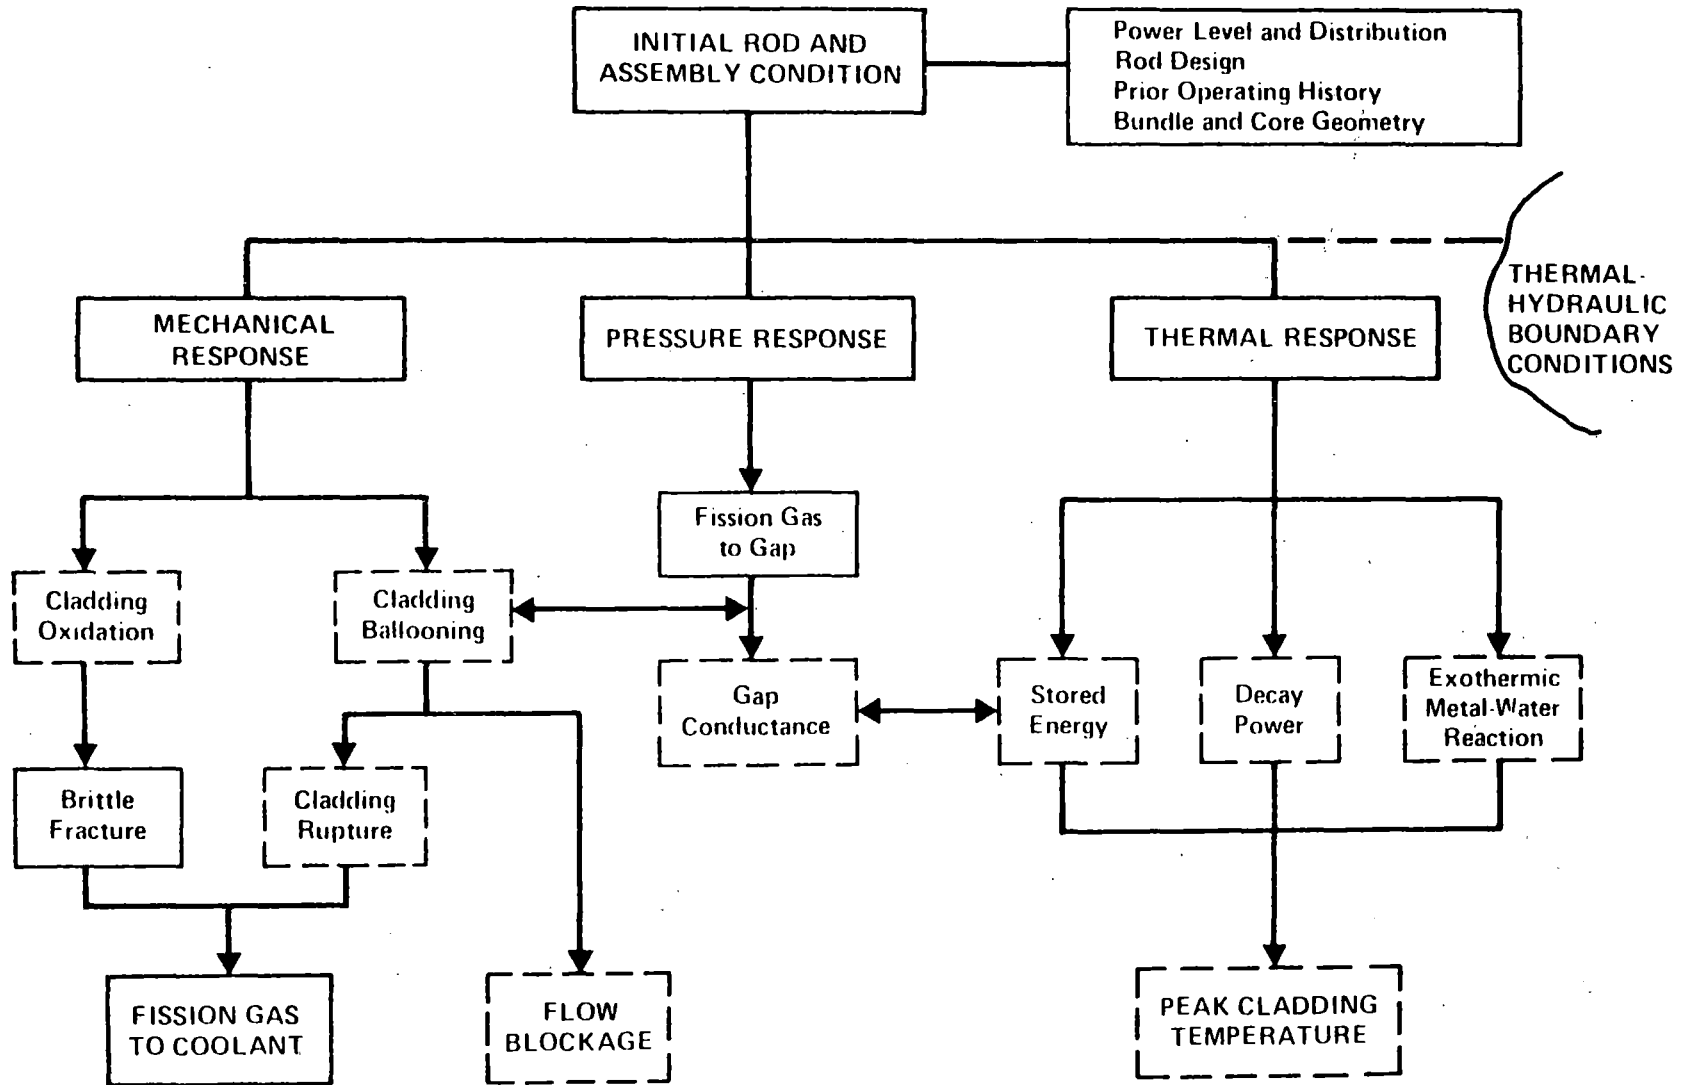 INITIAL ROD AND
ASSEMBLY CONDITION
Power Level and Distribution
Rod Design
Prior Operating History
Bundle and Core Geometry
THERMAL-
HYDRAULIC
BOUNDARY
CONDITIONS
MECHANICAL
RESPONSE
PRESSURE RESPONSE
THERMAL RESPONSE
Fission Gas
to Gap
Cladding
Oxidation
Cladding
Ballooning
Gap
Conductance
Stored
Energy
Decay
Power
Exothermic
Metal-Water
Reaction
Brittle
Fracture
Cladding
Rupture
FISSION GAS
TO COOLANT
FLOW
BLOCKAGE
PEAK CLADDING
TEMPERATURE